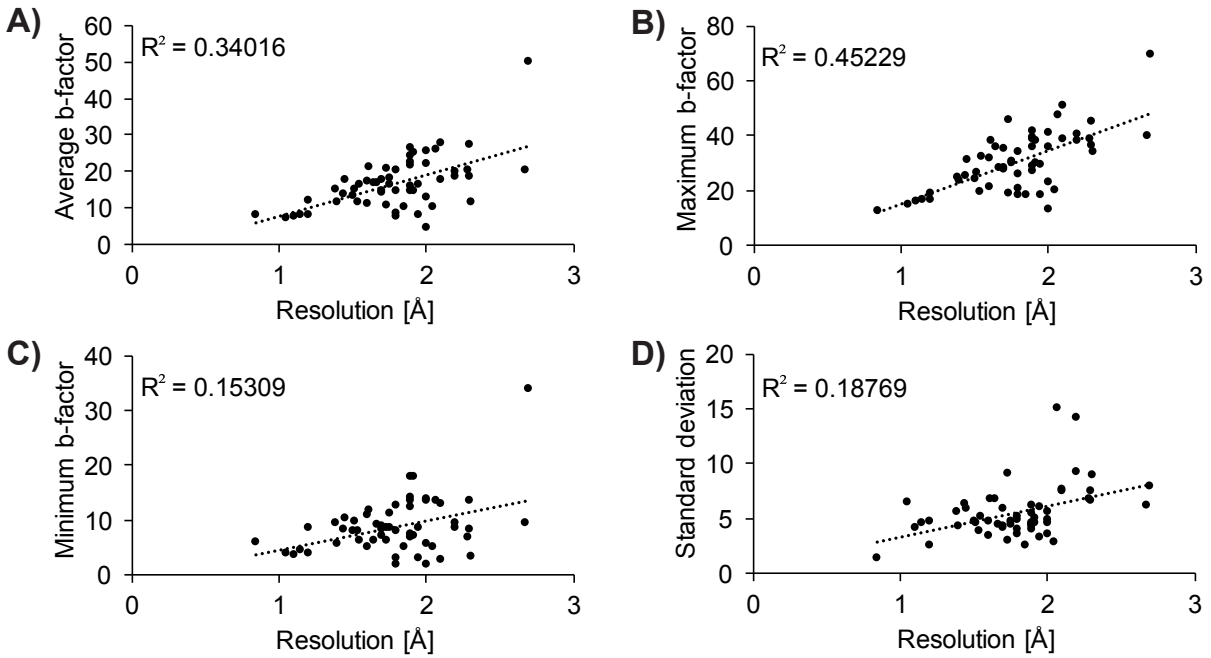 A)
R² = 0.34016
Average b-factor
60
50
40
30
20
10
0
0 1 2 3
Resolution [Å]
B)
R² = 0.45229
Maximum b-factor
80
60
40
20
0
0 1 2 3
Resolution [Å]
C)
R² = 0.15309
Minimum b-factor
40
30
20
10
0
0 1 2 3
Resolution [Å]
D)
R² = 0.18769
Standard deviation
20
15
10
5
0
0 1 2 3
Resolution [Å]